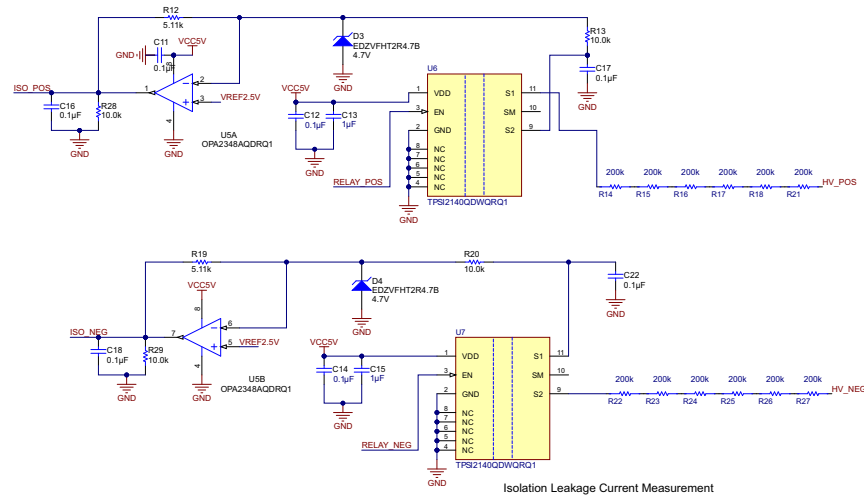 R12
5.11k
C11
0.1µF
GND
VCC5V
8
2
3
1
4
VREF2.5V
ISO_POS
C16
0.1µF
R28
10.0k
GND
GND
U5A
OPA2348AQDRQ1
D3
EDZVFHT2R4.7B
4.7V
GND
R13
10.0k
C17
0.1µF
GND
U6
VCC5V
C12
0.1µF
C13
1µF
GND
RELAY_POS
1
3
2
8
7
6
5
4
VDD
EN
GND
NC
NC
NC
NC
NC
S1
SM
S2
11
10
9
GND
TPSI2140QDWQRQ1
200k
200k
200k
200k
200k
200k
HV_POS
R14
R15
R16
R17
R18
R21
R19
5.11k
VCC5V
8
6
5
7
4
VREF2.5V
ISO_NEG
C18
0.1µF
R29
10.0k
GND
GND
U5B
OPA2348AQDRQ1
D4
EDZVFHT2R4.7B
4.7V
GND
R20
10.0k
C22
0.1µF
GND
U7
VCC5V
C14
0.1µF
C15
1µF
GND
RELAY_NEG
1
3
2
8
7
6
5
4
VDD
EN
GND
NC
NC
NC
NC
NC
S1
SM
S2
11
10
9
GND
TPSI2140QDWQRQ1
200k
200k
200k
200k
200k
200k
HV_NEG
R22
R23
R24
R25
R26
R27
Isolation Leakage Current Measurement